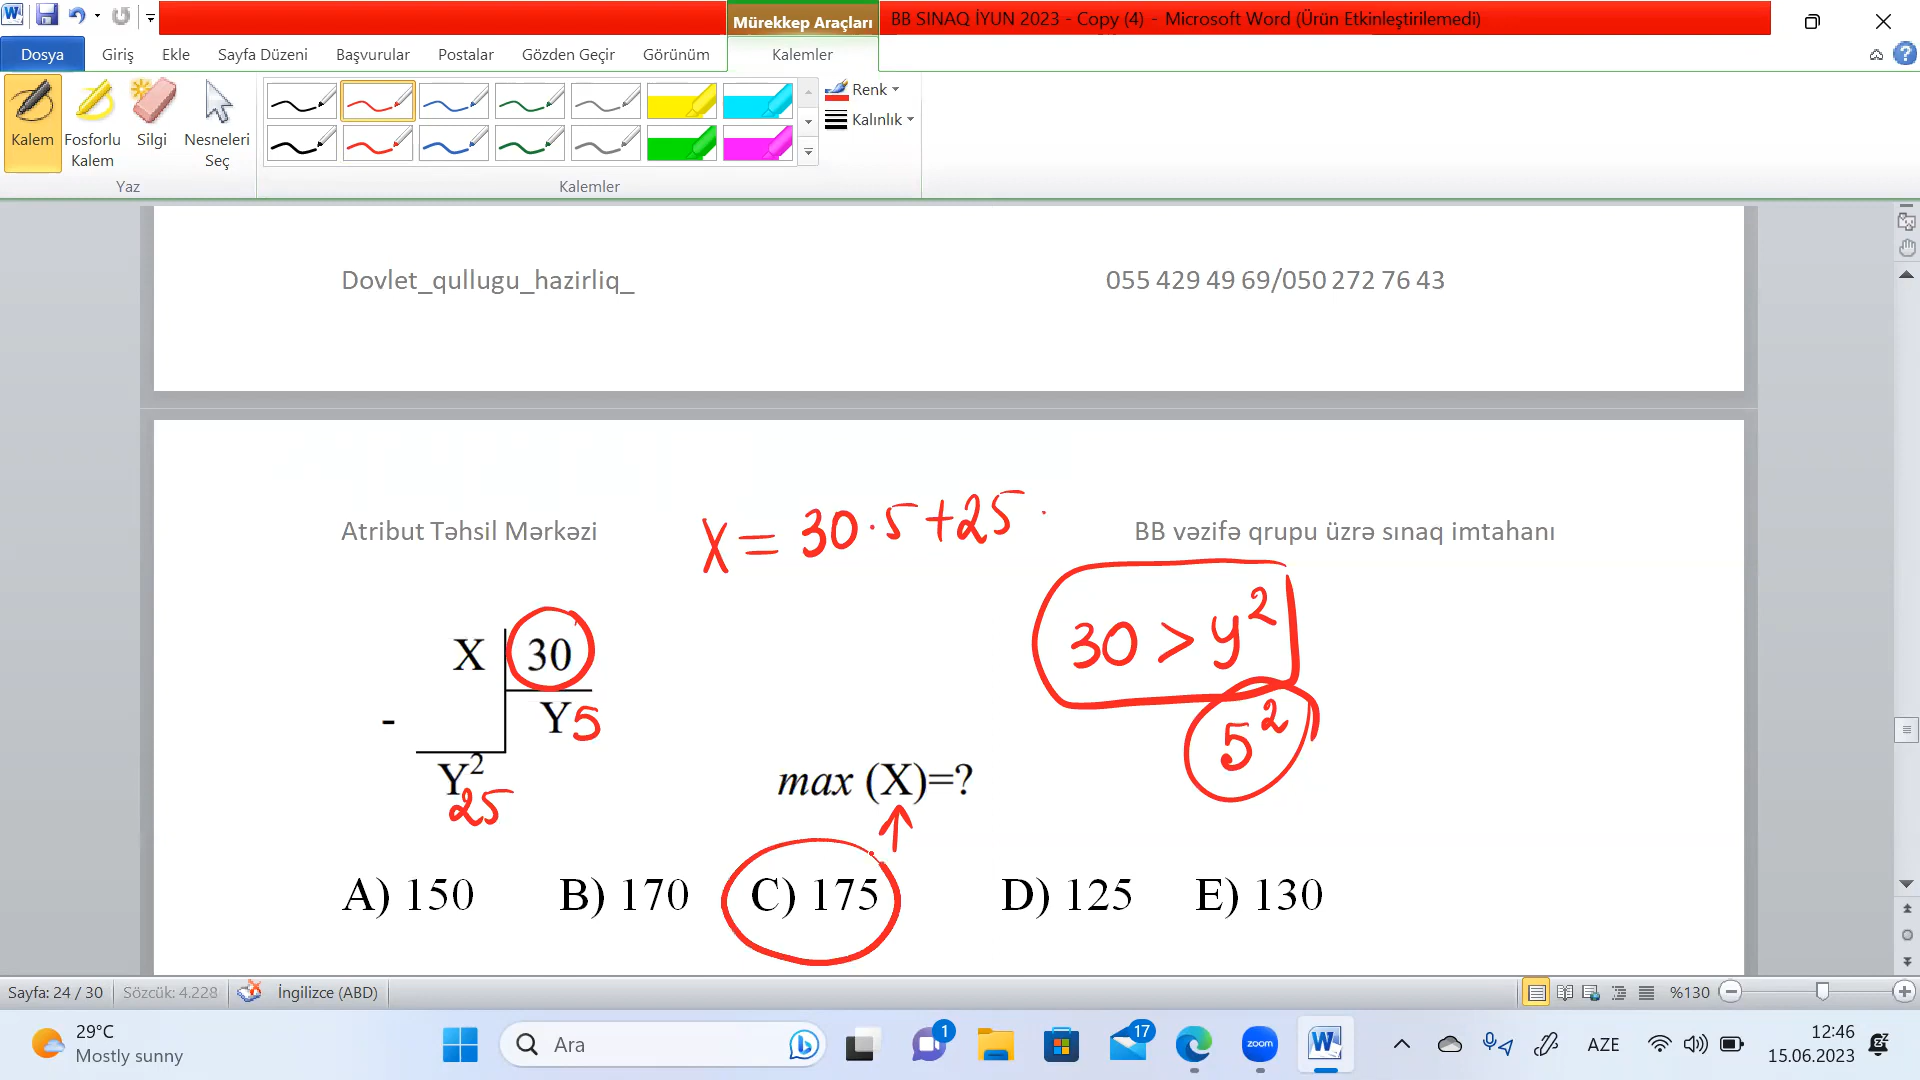 Mürekkep Araçları
BB SINAQ İYUN 2023 - Copy (4) - Microsoft Word (Ürün Etkinleştirilemedi)
Dosya Giriş Ekle Sayfa Düzeni Başvurular Postalar Gözden Geçir Görünüm Kalemler
Renk
Kalınlık
Kalem Fosforlu Kalem Silgi Nesneleri Seç
Yaz Kalemler
Dovlet_qullugu_hazirliq_ 055 429 49 69/050 272 76 43
Atribut Təhsil Mərkəzi X = 30·5+25 BB vəzifə qrupu üzrə sınaq imtahanı
30 > y²
X 30
- Y 5
5²
Y²
25
max (X)=?
A) 150 B) 170 C) 175 D) 125 E) 130
Sayfa: 24 / 30 Sözcük: 4.228 İngilizce (ABD) %130
29°C
Mostly sunny
Ara
1
17
zoom
AZE
12:46
15.06.2023